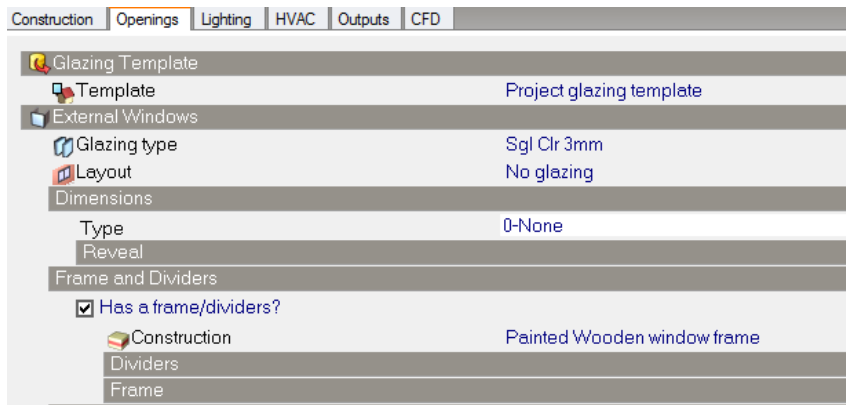 Construction Openings Lighting HVAC Outputs CFD
Glazing Template
Template Project glazing template
External Windows
Glazing type Sgl Clr 3mm
Layout No glazing
Dimensions
Type 0-None
Reveal
Frame and Dividers
Has a frame/dividers?
Construction Painted Wooden window frame
Dividers
Frame